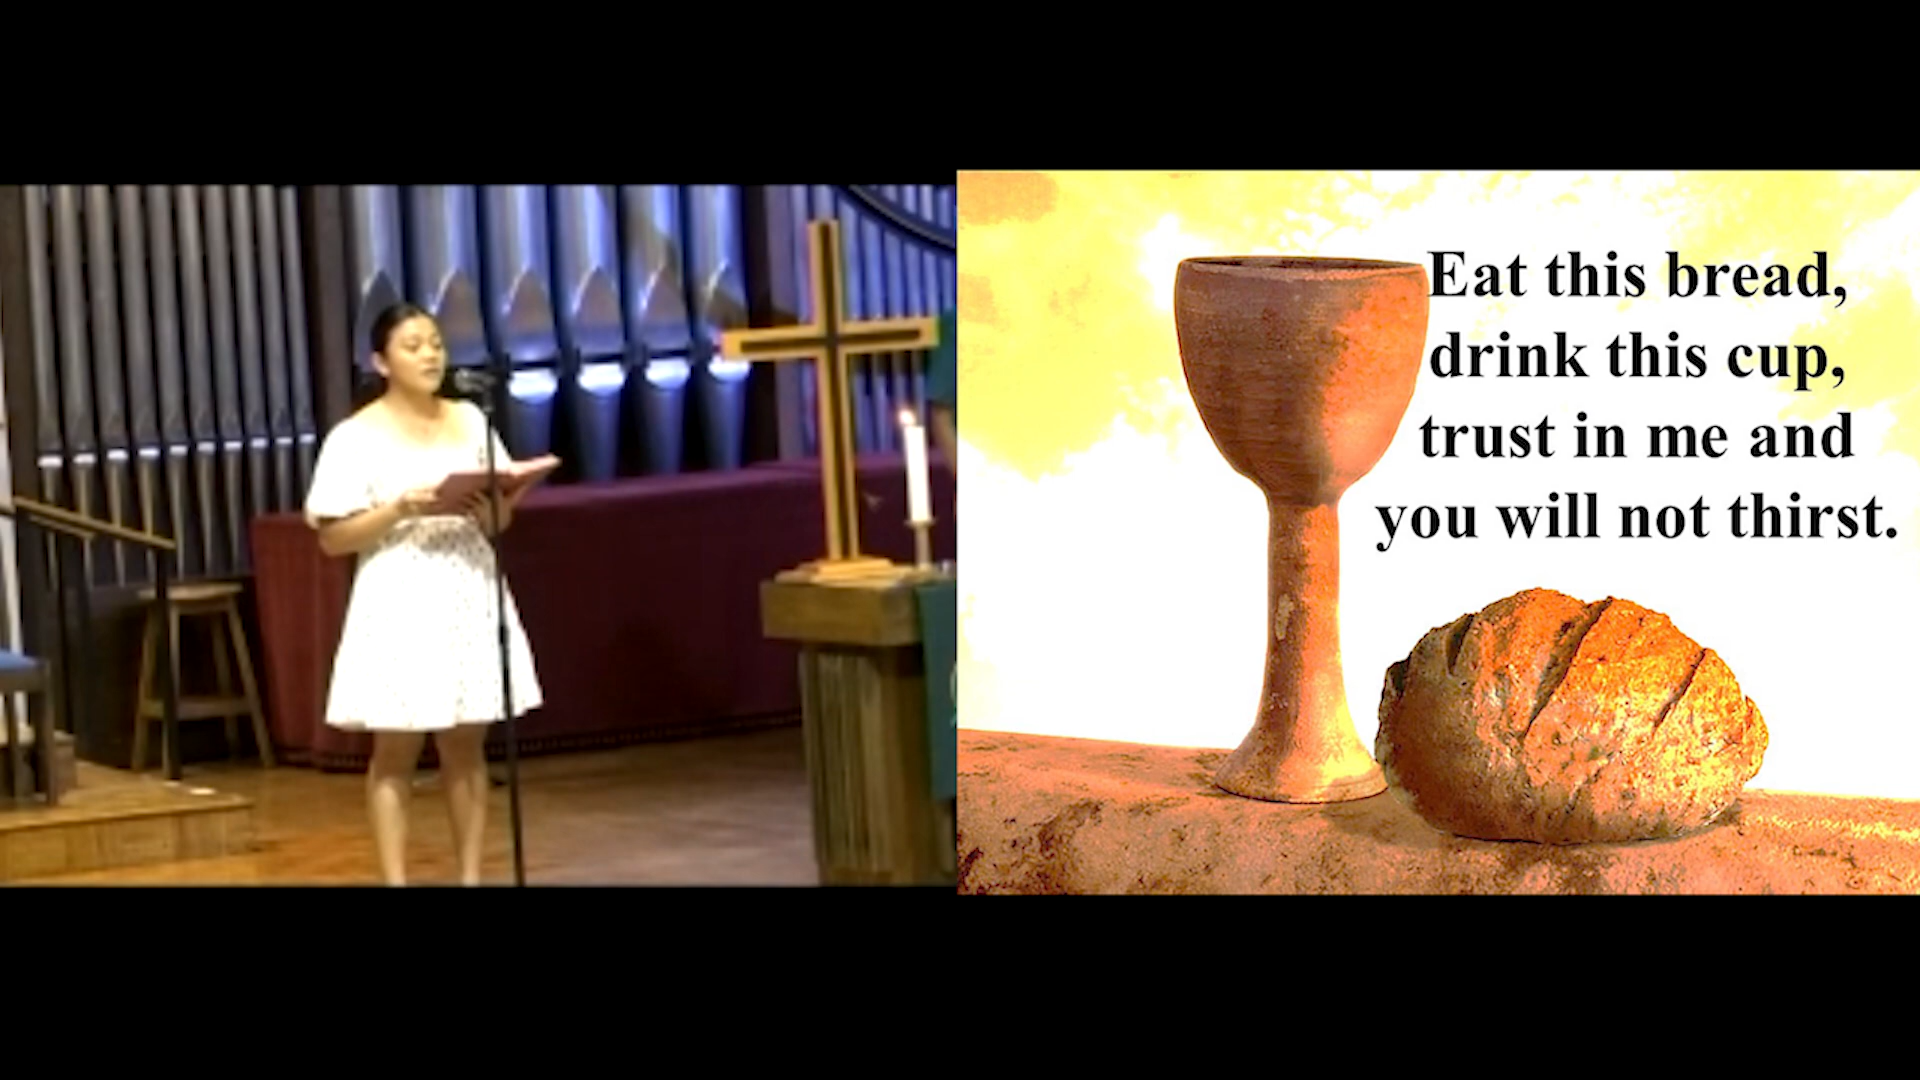 Eat this bread,
drink this cup,
trust in me and
you will not thirst.